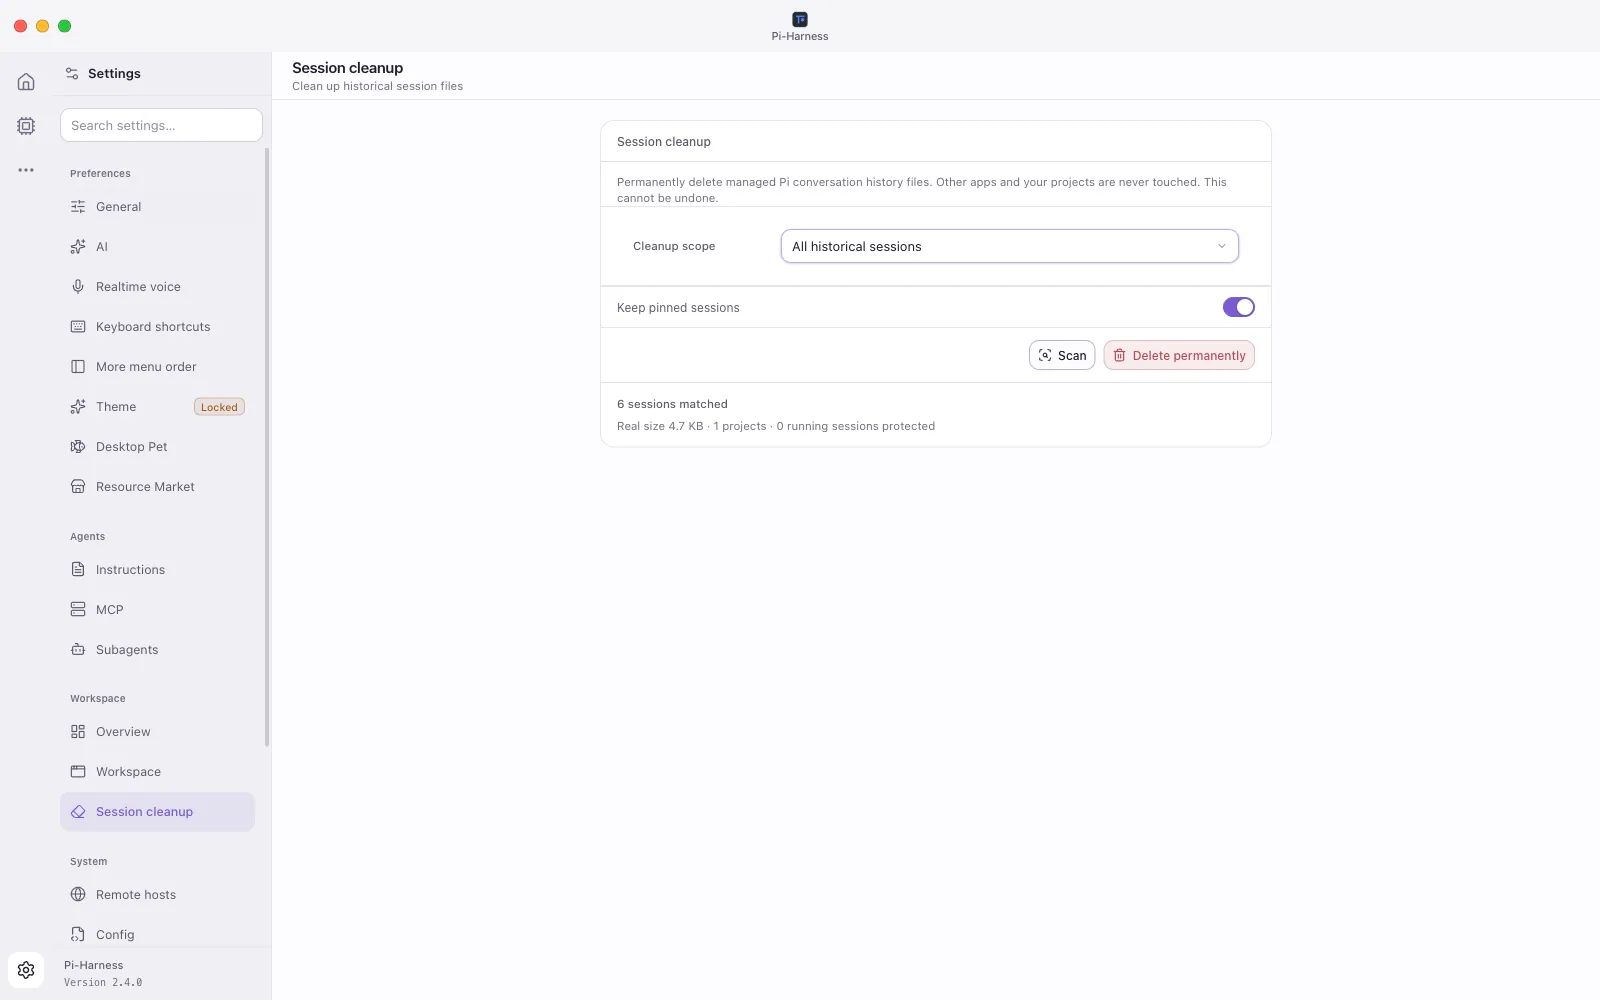 Pi-Harness
Settings
Search settings...
Preferences
General
AI
Realtime voice
Keyboard shortcuts
More menu order
Theme
Locked
Desktop Pet
Resource Market
Agents
Instructions
MCP
Subagents
Workspace
Overview
Workspace
Session cleanup
System
Remote hosts
Config
Pi-Harness
Version 2.4.0
Session cleanup
Clean up historical session files
Session cleanup
Permanently delete managed Pi conversation history files. Other apps and your projects are never touched. This
cannot be undone.
Cleanup scope
All historical sessions
Keep pinned sessions
Scan
Delete permanently
6 sessions matched
Real size 4.7 KB · 1 projects · 0 running sessions protected